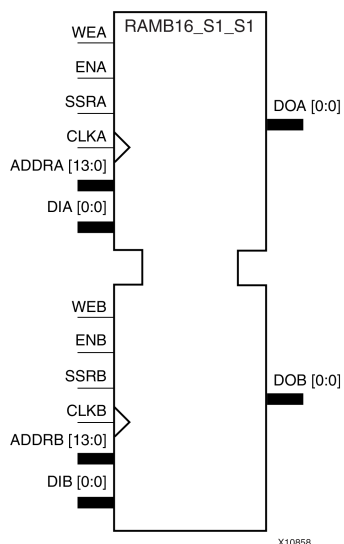 RAMB16_S1_S1
WEA
ENA
SSRA
CLKA
ADDRA [13:0]
DIA [0:0]
DOA [0:0]
WEB
ENB
SSRB
CLKB
ADDRB [13:0]
DIB [0:0]
DOB [0:0]
X10858